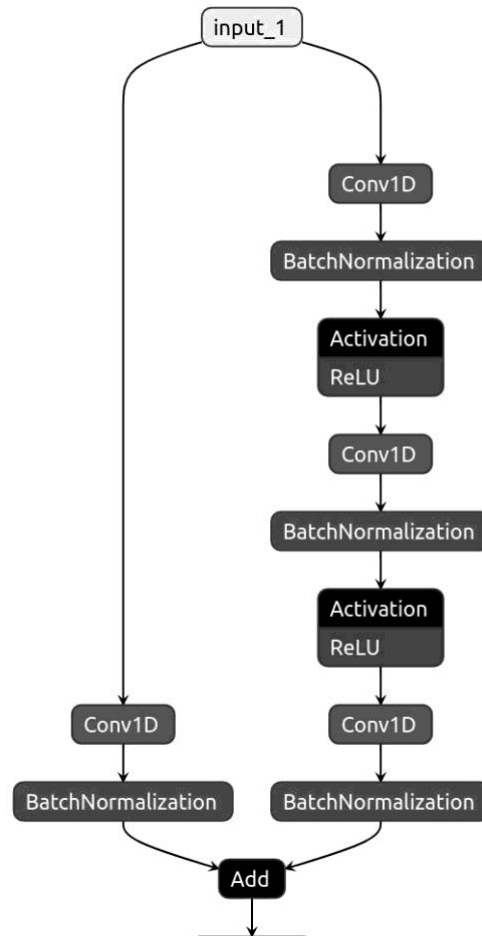 input_1
Conv1D
BatchNormalization
Activation
ReLU
Conv1D
BatchNormalization
Activation
ReLU
Conv1D
Conv1D
BatchNormalization
BatchNormalization
Add